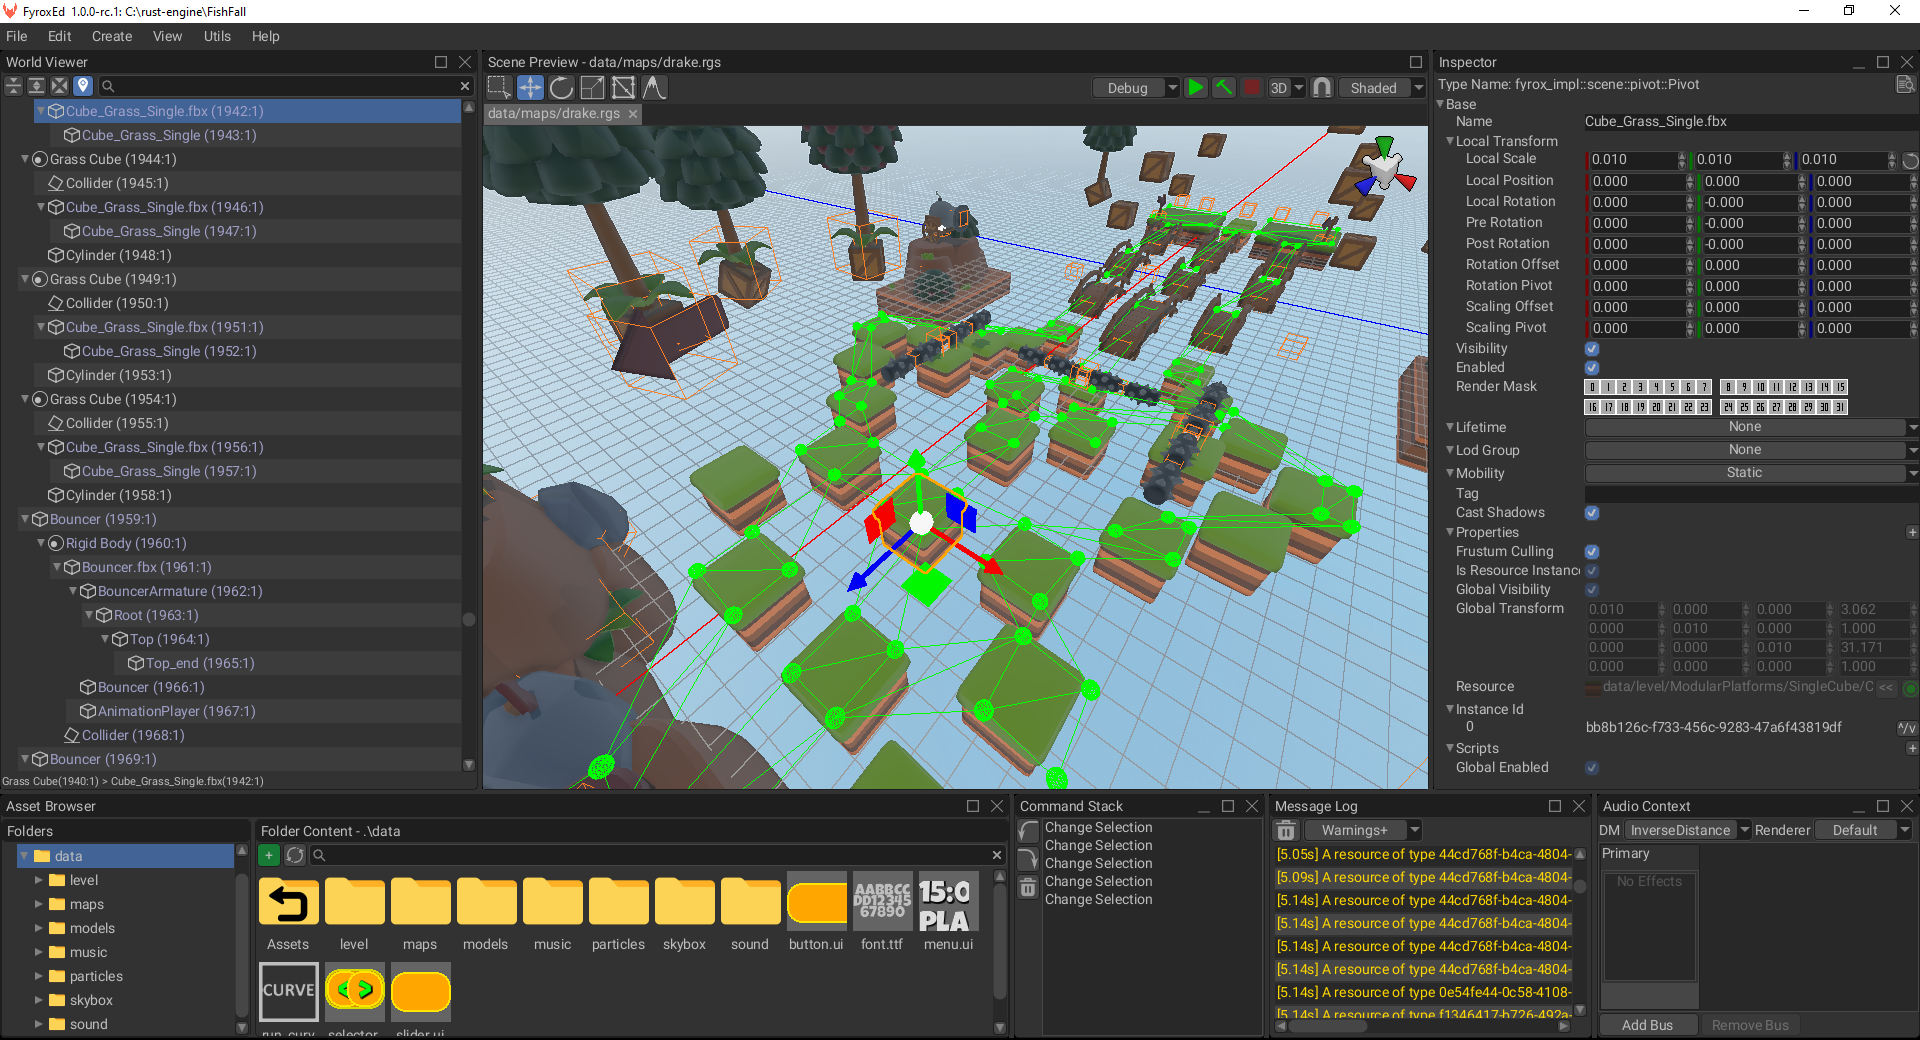 FyroxEd 1.0.0-rc.1: C:\rust-engine\FishFall
File Edit Create View Utils Help
World Viewer
Cube_Grass_Single.fbx (1942:1)
Cube_Grass_Single (1943:1)
Grass Cube (1944:1)
Collider (1945:1)
Cube_Grass_Single.fbx (1946:1)
Cube_Grass_Single (1947:1)
Cylinder (1948:1)
Grass Cube (1949:1)
Collider (1950:1)
Cube_Grass_Single.fbx (1951:1)
Cube_Grass_Single (1952:1)
Cylinder (1953:1)
Grass Cube (1954:1)
Collider (1955:1)
Cube_Grass_Single.fbx (1956:1)
Cube_Grass_Single (1957:1)
Cylinder (1958:1)
Bouncer (1959:1)
Rigid Body (1960:1)
Bouncer.fbx (1961:1)
BouncerArmature (1962:1)
Root (1963:1)
Top (1964:1)
Top_end (1965:1)
Bouncer (1966:1)
AnimationPlayer (1967:1)
Collider (1968:1)
Bouncer (1969:1)
Grass Cube(1940:1) > Cube_Grass_Single.fbx(1942:1)
Scene Preview - data/maps/drake.rgs
Debug 3D Shaded
data/maps/drake.rgs
Inspector
Type Name: fyrox_impl::scene::pivot::Pivot
Base
Name Cube_Grass_Single.fbx
Local Transform
Local Scale 0.010 0.010 0.010
Local Position 0.000 0.000 0.000
Local Rotation 0.000 -0.000 0.000
Pre Rotation 0.000 -0.000 0.000
Post Rotation 0.000 -0.000 0.000
Rotation Offset 0.000 0.000 0.000
Rotation Pivot 0.000 0.000 0.000
Scaling Offset 0.000 0.000 0.000
Scaling Pivot 0.000 0.000 0.000
Visibility
Enabled
Render Mask 0 1 2 3 4 5 6 7 8 9 10 11 12 13 14 15
16 17 18 19 20 21 22 23 24 25 26 27 28 29 30 31
Lifetime None
Lod Group None
Mobility Static
Tag
Cast Shadows
Properties
Frustum Culling
Is Resource Instanc
Global Visibility
Global Transform 0.010 0.000 0.000 3.062
0.000 0.010 0.000 1.000
0.000 0.000 0.010 31.171
0.000 0.000 0.000 1.000
Resource data/level/ModularPlatforms/SingleCube/C <<
Instance Id
0 bb8b126c-f733-456c-9283-47a6f43819df ^/v
Scripts
Global Enabled
Asset Browser
Folders
data
level
maps
models
music
particles
skybox
sound
Folder Content - .\data
AABBCC
DD12345
67890
15:0
PLA
Assets level maps models music particles skybox sound button.ui font.ttf menu.ui
CURVE < >
run_curv selector slider.ui
Command Stack
Change Selection
Change Selection
Change Selection
Change Selection
Change Selection
Message Log
Warnings+
[5.05s] A resource of type 44cd768f-b4ca-4804-
[5.09s] A resource of type 44cd768f-b4ca-4804-
[5.14s] A resource of type 44cd768f-b4ca-4804-
[5.14s] A resource of type 44cd768f-b4ca-4804-
[5.14s] A resource of type 44cd768f-b4ca-4804-
[5.14s] A resource of type 44cd768f-b4ca-4804-
[5.14s] A resource of type 0e54fe44-0c58-4108-
[5.14s] A resource of type f1346417-b726-492a-
Audio Context
DM InverseDistance Renderer Default
Primary
No Effects
Add Bus Remove Bus